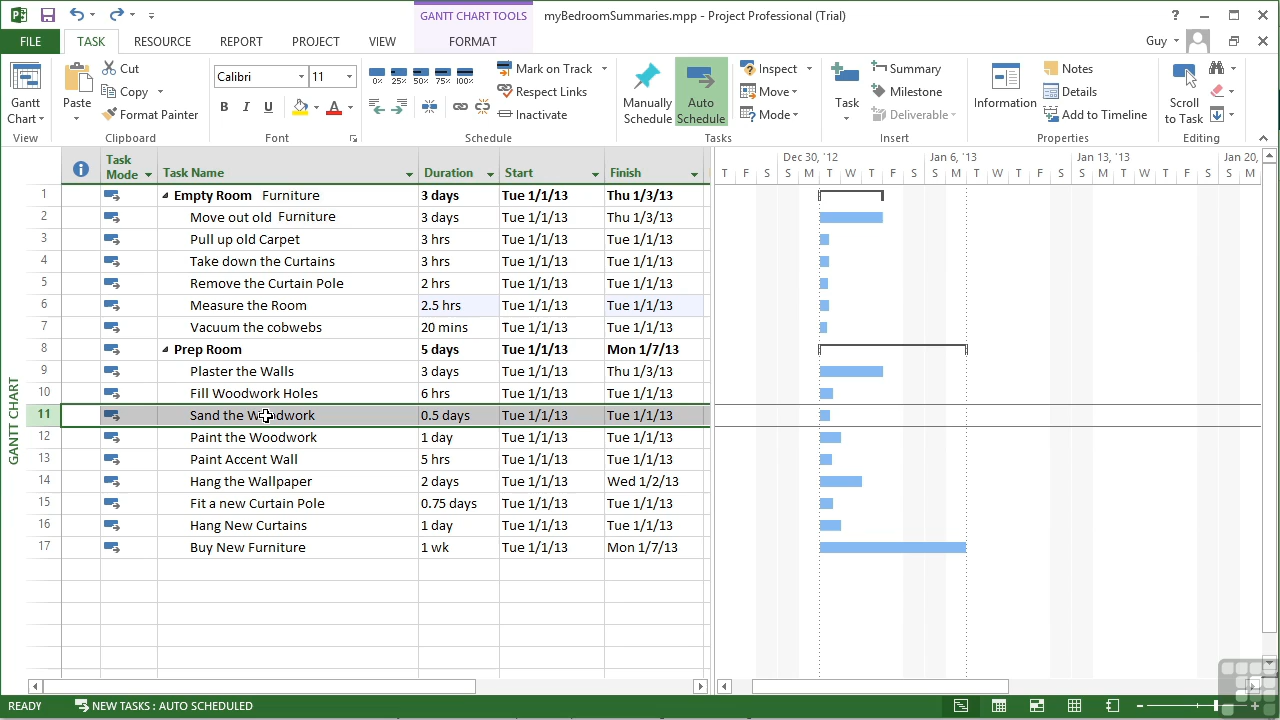 GANTT CHART TOOLS
myBedroomSummaries.mpp - Project Professional (Trial)
FILE TASK RESOURCE REPORT PROJECT VIEW FORMAT Guy
Gantt Chart
Paste
Cut
Copy
Format Painter
Calibri 11
B I U A
0% 25% 50% 75% 100%
Mark on Track
Respect Links
Inactivate
Manually Schedule
Auto Schedule
Inspect
Move
Mode
Task
Summary
Milestone
Deliverable
Information
Notes
Details
Add to Timeline
Scroll to Task
View Clipboard Font Schedule Tasks Insert Properties Editing
Task Mode Task Name Duration Start Finish
Dec 30, '12 Jan 6, '13 Jan 13, '13 Jan 20,
T F S S M T W T F S S M T W T F S S M T W T F S S M
GANTT CHART
1 Empty Room Furniture 3 days Tue 1/1/13 Thu 1/3/13
2 Move out old Furniture 3 days Tue 1/1/13 Thu 1/3/13
3 Pull up old Carpet 3 hrs Tue 1/1/13 Tue 1/1/13
4 Take down the Curtains 3 hrs Tue 1/1/13 Tue 1/1/13
5 Remove the Curtain Pole 2 hrs Tue 1/1/13 Tue 1/1/13
6 Measure the Room 2.5 hrs Tue 1/1/13 Tue 1/1/13
7 Vacuum the cobwebs 20 mins Tue 1/1/13 Tue 1/1/13
8 Prep Room 5 days Tue 1/1/13 Mon 1/7/13
9 Plaster the Walls 3 days Tue 1/1/13 Thu 1/3/13
10 Fill Woodwork Holes 6 hrs Tue 1/1/13 Tue 1/1/13
11 Sand the Woodwork 0.5 days Tue 1/1/13 Tue 1/1/13
12 Paint the Woodwork 1 day Tue 1/1/13 Tue 1/1/13
13 Paint Accent Wall 5 hrs Tue 1/1/13 Tue 1/1/13
14 Hang the Wallpaper 2 days Tue 1/1/13 Wed 1/2/13
15 Fit a new Curtain Pole 0.75 days Tue 1/1/13 Tue 1/1/13
16 Hang New Curtains 1 day Tue 1/1/13 Tue 1/1/13
17 Buy New Furniture 1 wk Tue 1/1/13 Mon 1/7/13
READY NEW TASKS : AUTO SCHEDULED